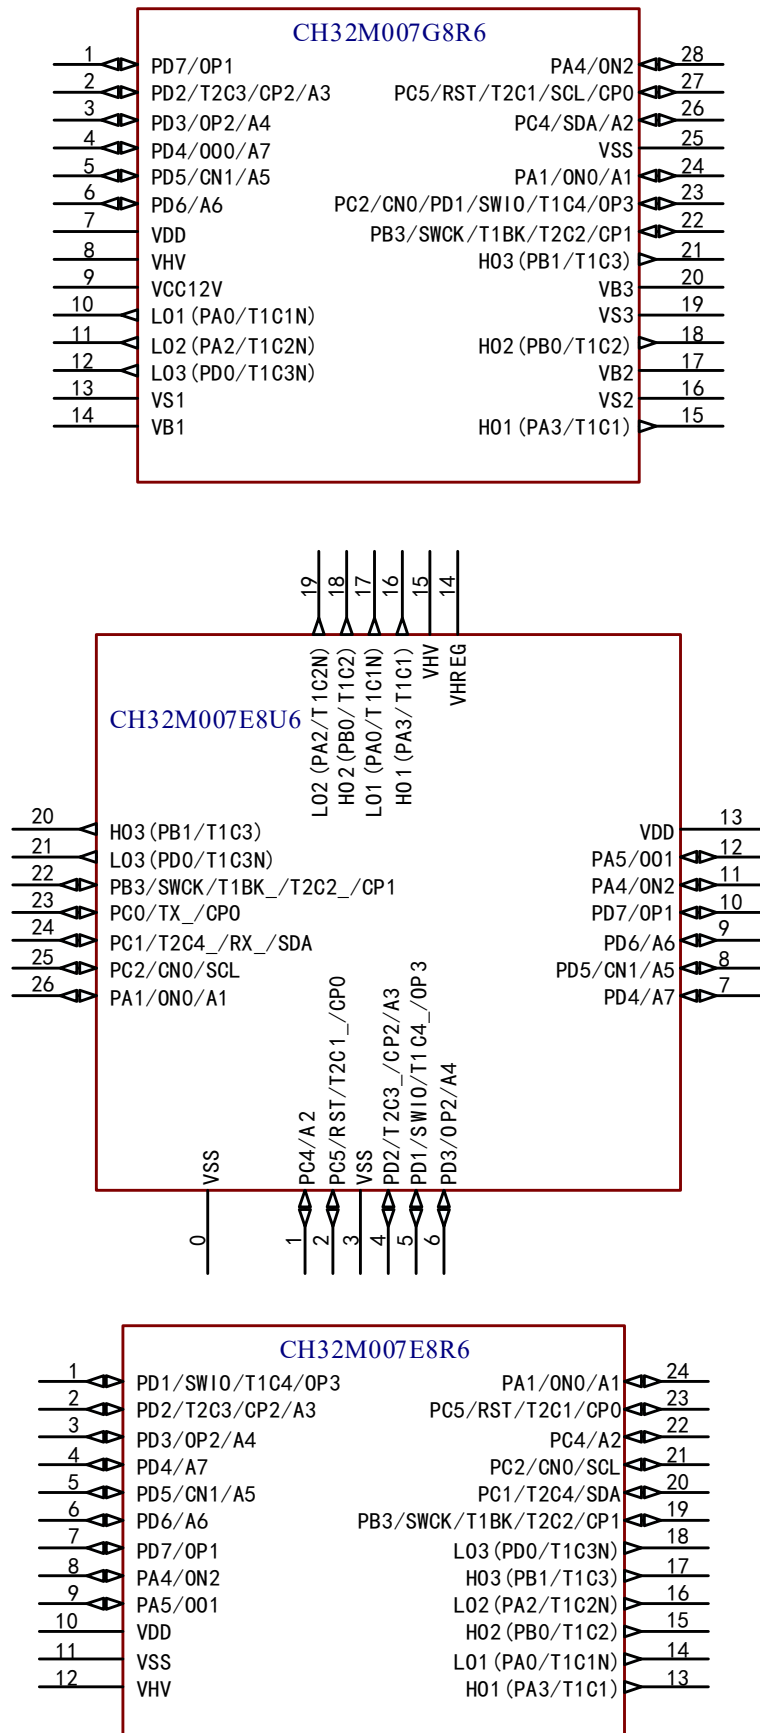 CH32M007G8R6
1 PD7/OP1 PA4/ON2 28
2 PD2/T2C3/CP2/A3 PC5/RST/T2C1/SCL/CP0 27
3 PD3/OP2/A4 PC4/SDA/A2 26
4 PD4/OO0/A7 VSS 25
5 PD5/CN1/A5 PA1/ON0/A1 24
6 PD6/A6 PC2/CN0/PD1/SWIO/T1C4/OP3 23
7 VDD PB3/SWCK/T1BK/T2C2/CP1 22
8 VHV HO3(PB1/T1C3) 21
9 VCC12V VB3 20
10 LO1(PA0/T1C1N) VS3 19
11 LO2(PA2/T1C2N) HO2(PB0/T1C2) 18
12 LO3(PD0/T1C3N) VB2 17
13 VS1 VS2 16
14 VB1 HO1(PA3/T1C1) 15
CH32M007E8U6
19 LO2(PA2/T1C2N)
18 HO2(PB0/T1C2)
17 LO1(PA0/T1C1N)
16 HO1(PA3/T1C1)
15 VHV
14 VHREG
20 HO3(PB1/T1C3) VDD 13
21 LO3(PD0/T1C3N) PA5/OO1 12
22 PB3/SWCK/T1BK_/T2C2_/CP1 PA4/ON2 11
23 PC0/TX_/CP0 PD7/OP1 10
24 PC1/T2C4_/RX_/SDA PD6/A6 9
25 PC2/CN0/SCL PD5/CN1/A5 8
26 PA1/ON0/A1 PD4/A7 7
0 VSS
1 PC4/A2
2 PC5/RST/T2C1_/CP0
3 VSS
4 PD2/T2C3_/CP2/A3
5 PD1/SWIO/T1C4_/OP3
6 PD3/OP2/A4
CH32M007E8R6
1 PD1/SWIO/T1C4/OP3 PA1/ON0/A1 24
2 PD2/T2C3/CP2/A3 PC5/RST/T2C1/CP0 23
3 PD3/OP2/A4 PC4/A2 22
4 PD4/A7 PC2/CN0/SCL 21
5 PD5/CN1/A5 PC1/T2C4/SDA 20
6 PD6/A6 PB3/SWCK/T1BK/T2C2/CP1 19
7 PD7/OP1 LO3(PD0/T1C3N) 18
8 PA4/ON2 HO3(PB1/T1C3) 17
9 PA5/OO1 LO2(PA2/T1C2N) 16
10 VDD HO2(PB0/T1C2) 15
11 VSS LO1(PA0/T1C1N) 14
12 VHV HO1(PA3/T1C1) 13